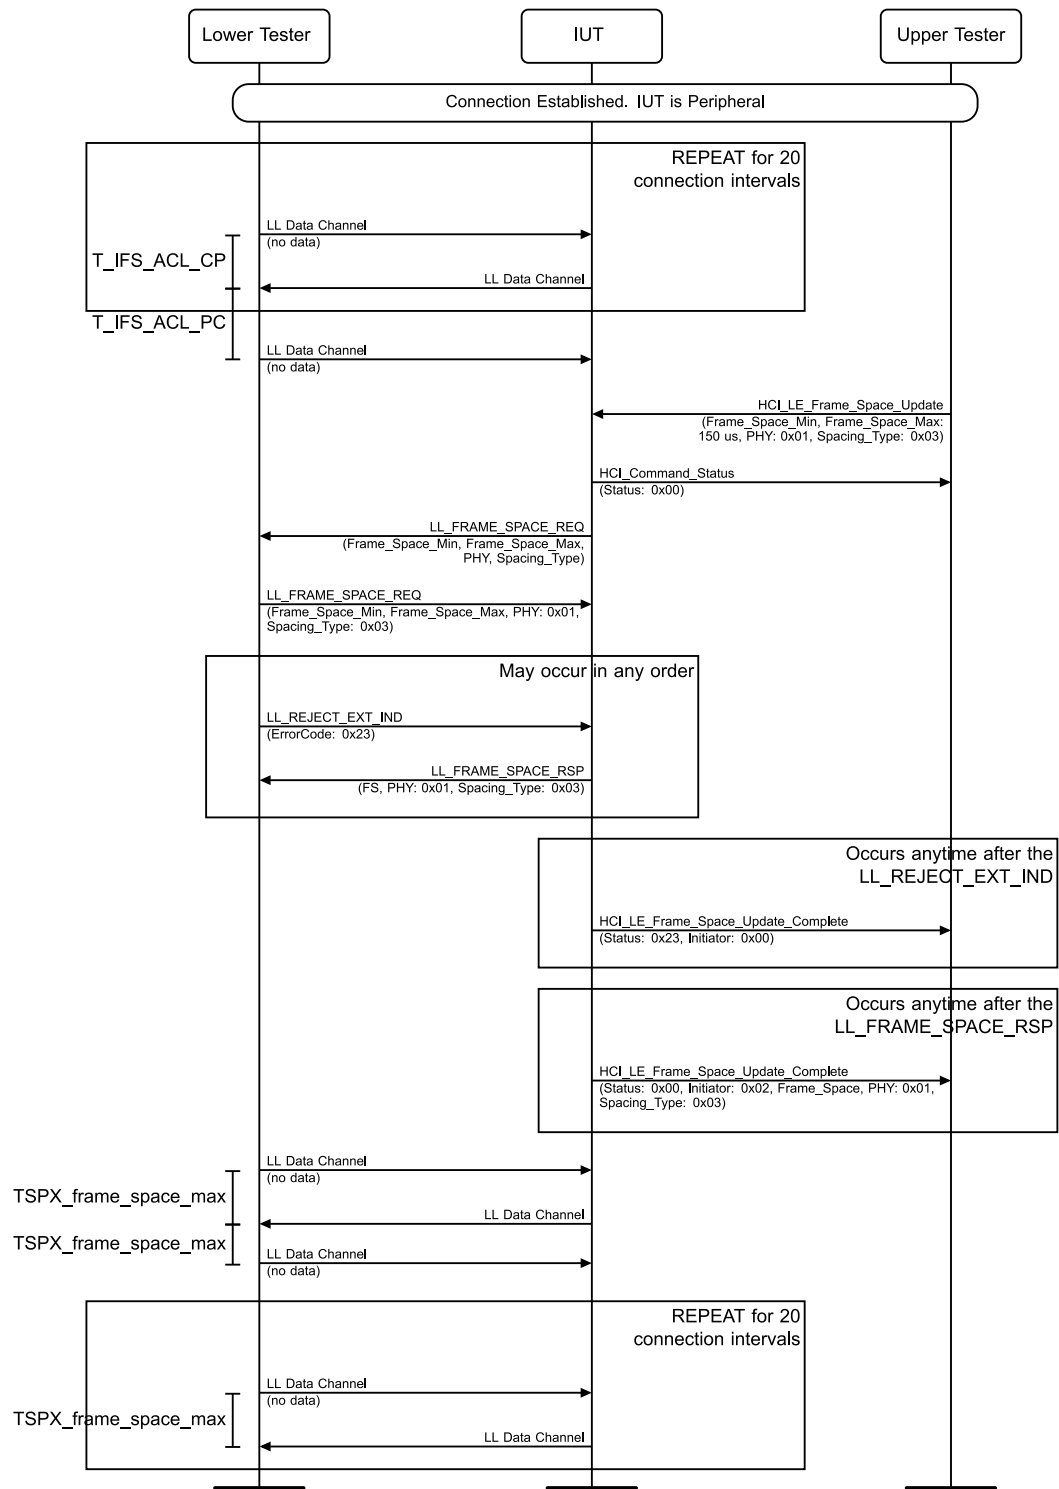 Lower Tester
IUT
Upper Tester
Connection Established. IUT is Peripheral
REPEAT for 20
connection intervals
LL Data Channel
(no data)
T_IFS_ACL_CP
LL Data Channel
T_IFS_ACL_PC
LL Data Channel
(no data)
HCI_LE_Frame_Space_Update
(Frame_Space_Min, Frame_Space_Max:
150 us, PHY: 0x01, Spacing_Type: 0x03)
HCI_Command_Status
(Status: 0x00)
LL_FRAME_SPACE_REQ
(Frame_Space_Min, Frame_Space_Max,
PHY, Spacing_Type)
LL_FRAME_SPACE_REQ
(Frame_Space_Min, Frame_Space_Max, PHY: 0x01,
Spacing_Type: 0x03)
May occur in any order
LL_REJECT_EXT_IND
(ErrorCode: 0x23)
LL_FRAME_SPACE_RSP
(FS, PHY: 0x01, Spacing_Type: 0x03)
Occurs anytime after the
LL_REJECT_EXT_IND
HCI_LE_Frame_Space_Update_Complete
(Status: 0x23, Initiator: 0x00)
Occurs anytime after the
LL_FRAME_SPACE_RSP
HCI_LE_Frame_Space_Update_Complete
(Status: 0x00, Initiator: 0x02, Frame_Space, PHY: 0x01,
Spacing_Type: 0x03)
LL Data Channel
(no data)
TSPX_frame_space_max
LL Data Channel
TSPX_frame_space_max
LL Data Channel
(no data)
REPEAT for 20
connection intervals
LL Data Channel
(no data)
TSPX_frame_space_max
LL Data Channel